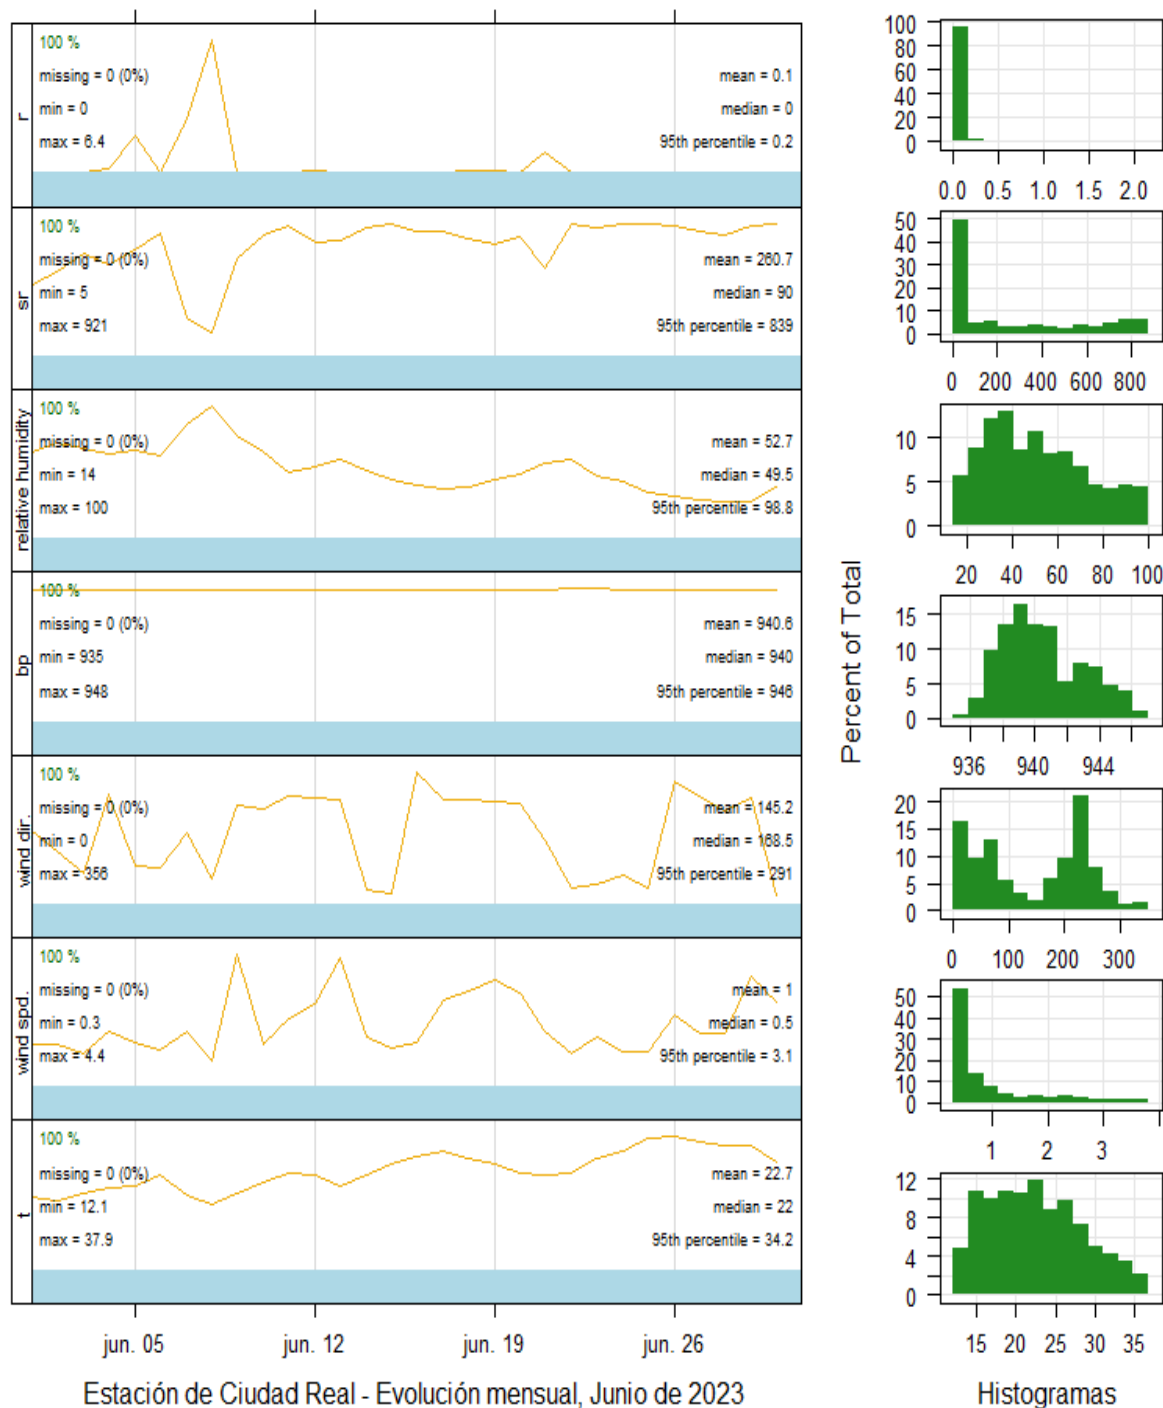 r
100 %
missing = 0 (0%)
min = 0
max = 6.4
mean = 0.1
median = 0
95th percentile = 0.2
sr
100 %
missing = 0 (0%)
min = 5
max = 921
mean = 260.7
median = 90
95th percentile = 839
relative humidity
100 %
missing = 0 (0%)
min = 14
max = 100
mean = 52.7
median = 49.5
95th percentile = 98.8
bp
100 %
missing = 0 (0%)
min = 935
max = 948
mean = 940.6
median = 940
95th percentile = 946
wind dir.
100 %
missing = 0 (0%)
min = 0
max = 356
mean = 145.2
median = 168.5
95th percentile = 291
wind spd.
100 %
missing = 0 (0%)
min = 0.3
max = 4.4
mean = 1
median = 0.5
95th percentile = 3.1
t
100 %
missing = 0 (0%)
min = 12.1
max = 37.9
mean = 22.7
median = 22
95th percentile = 34.2
jun. 05 jun. 12 jun. 19 jun. 26
Estación de Ciudad Real - Evolución mensual, Junio de 2023
Percent of Total
100
80
60
40
20
0
0.0 0.5 1.0 1.5 2.0
50
40
30
20
10
0
0 200 400 600 800
10
5
0
20 40 60 80 100
15
10
5
0
936 940 944
20
15
10
5
0
0 100 200 300
50
40
30
20
10
0
1 2 3
12
8
4
0
15 20 25 30 35
Histogramas